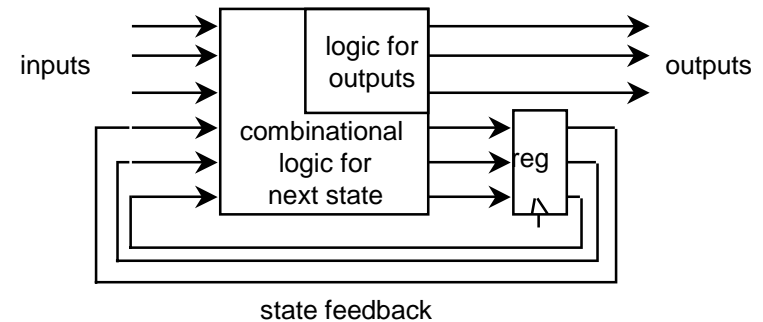 inputs
logic for
outputs
outputs
combinational
logic for
next state
reg
state feedback